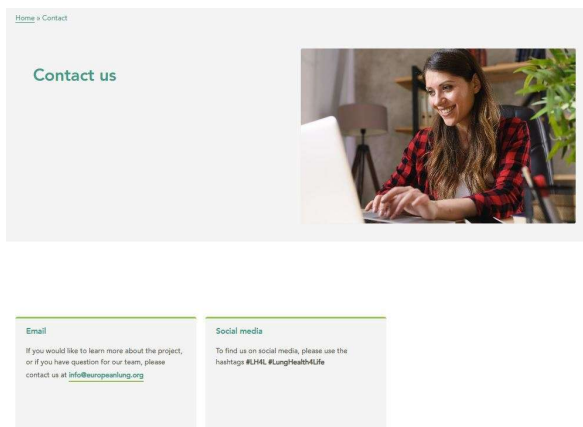 Home » Contact
Contact us
Email
If you would like to learn more about the project,
or if you have question for our team, please
contact us at info@europeanlung.org
Social media
To find us on social media, please use the
hashtags #LH4L #LungHealth4Life